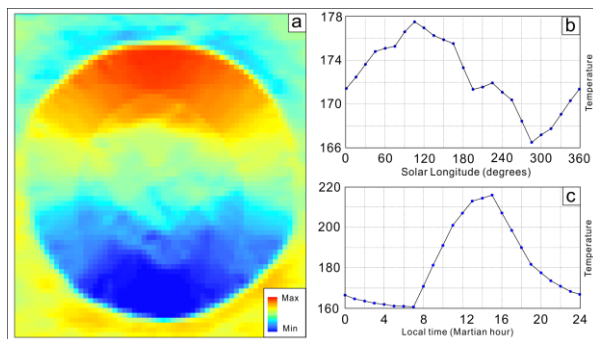 a
Max
Min
b
178
174
170
166
0 60 120 180 240 300 360
Solar Longitude (degrees)
Temperature
c
220
200
180
160
0 4 8 12 16 20 24
Local time (Martian hour)
Temperature